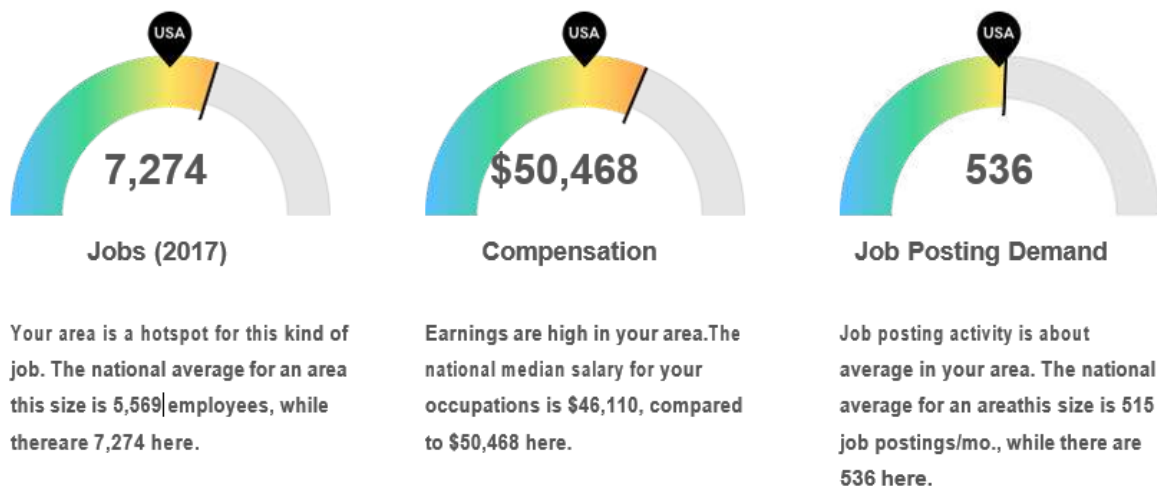 USA
7,274
Jobs (2017)
Your area is a hotspot for this kind of
job. The national average for an area
this size is 5,569 employees, while
thereare 7,274 here.
USA
$50,468
Compensation
Earnings are high in your area.The
national median salary for your
occupations is $46,110, compared
to $50,468 here.
USA
536
Job Posting Demand
Job posting activity is about
average in your area. The national
average for an areathis size is 515
job postings/mo., while there are
536 here.